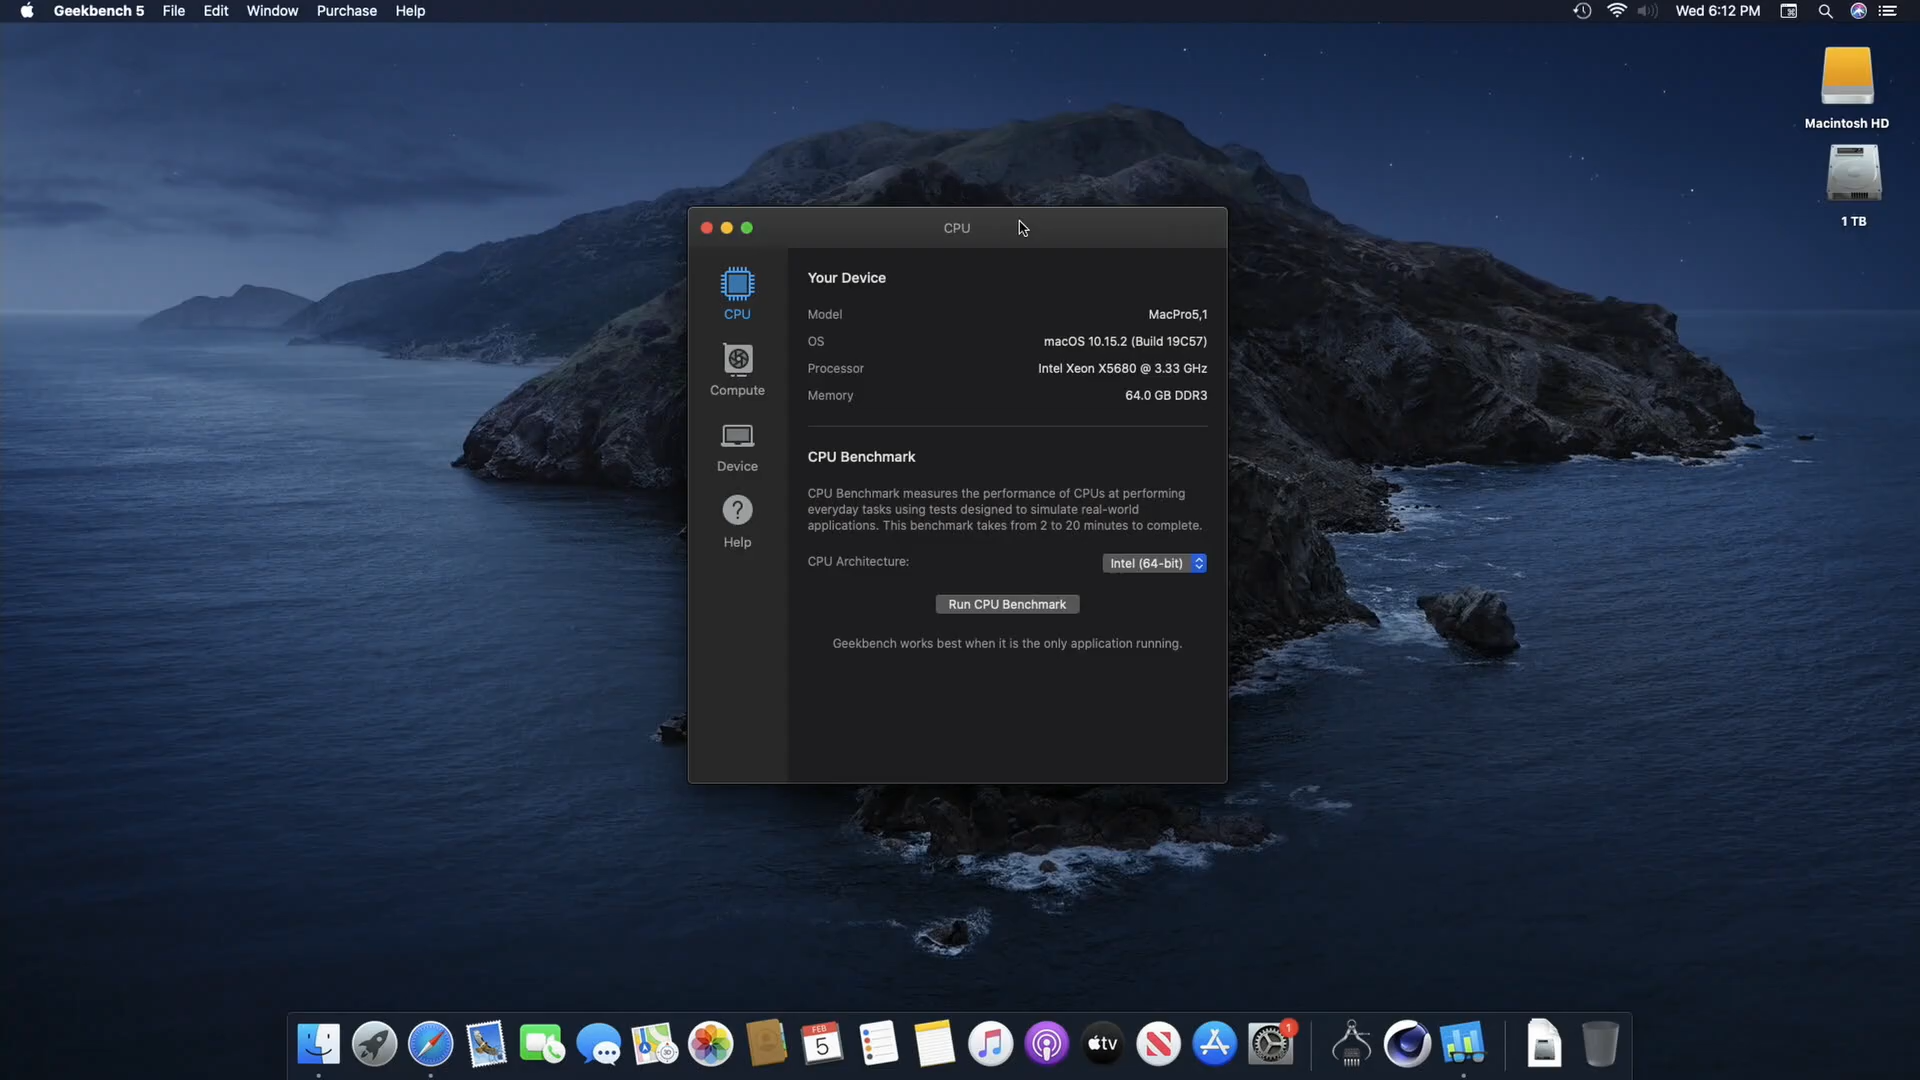 Geekbench 5 File Edit Window Purchase Help
Wed 6:12 PM
Macintosh HD
1 TB
CPU
CPU
Compute
Device
Help
Your Device
Model MacPro5,1
OS macOS 10.15.2 (Build 19C57)
Processor Intel Xeon X5680 @ 3.33 GHz
Memory 64.0 GB DDR3
CPU Benchmark
CPU Benchmark measures the performance of CPUs at performing
everyday tasks using tests designed to simulate real-world
applications. This benchmark takes from 2 to 20 minutes to complete.
CPU Architecture: Intel (64-bit)
Run CPU Benchmark
Geekbench works best when it is the only application running.
FEB
5
tv
1